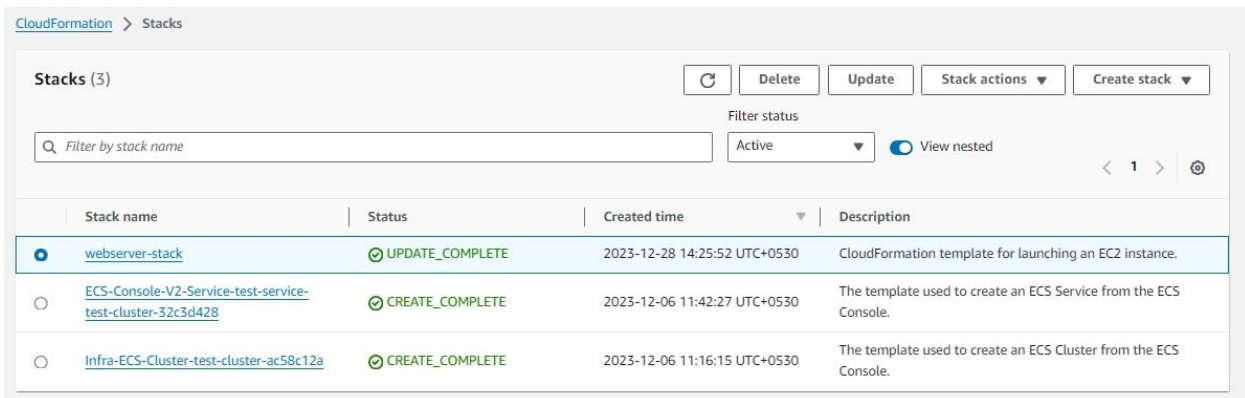 CloudFormation > Stacks
Stacks (3)
Delete
Update
Stack actions
Create stack
Filter status
Filter by stack name
Active
View nested
< 1 >
Stack name
Status
Created time
Description
webserver-stack
UPDATE_COMPLETE
2023-12-28 14:25:52 UTC+0530
CloudFormation template for launching an EC2 instance.
ECS-Console-V2-Service-test-service-
test-cluster-32c3d428
CREATE_COMPLETE
2023-12-06 11:42:27 UTC+0530
The template used to create an ECS Service from the ECS
Console.
Infra-ECS-Cluster-test-cluster-ac58c12a
CREATE_COMPLETE
2023-12-06 11:16:15 UTC+0530
The template used to create an ECS Cluster from the ECS
Console.